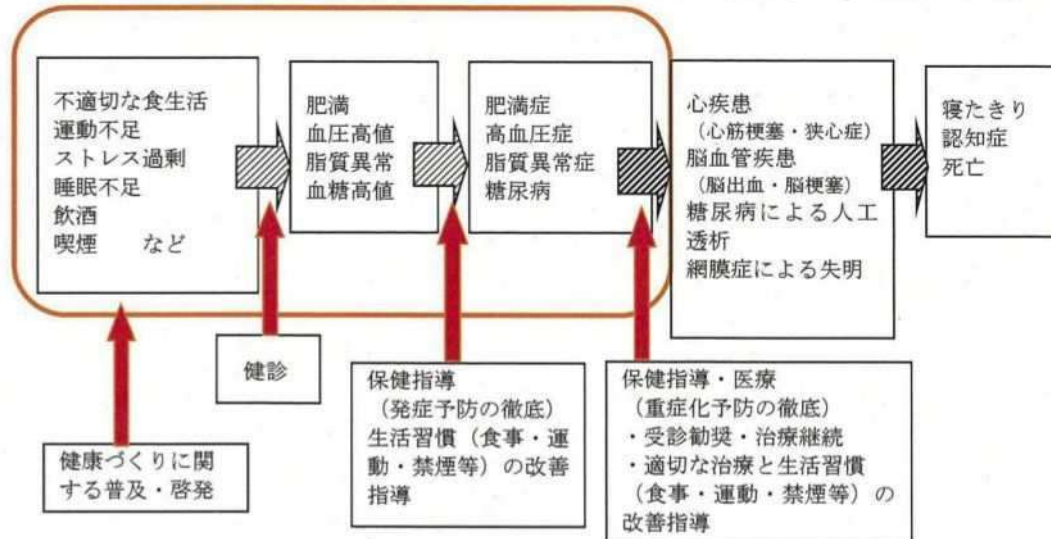 不適切な食生活
運動不足
ストレス過剰
睡眠不足
飲酒
喫煙　　など
肥満
血圧高値
脂質異常
血糖高値
肥満症
高血圧症
脂質異常症
糖尿病
心疾患
（心筋梗塞・狭心症）
脳血管疾患
（脳出血・脳梗塞）
糖尿病による人工
透析
網膜症による失明
寝たきり
認知症
死亡
健康づくりに関
する普及・啓発
健診
保健指導
（発症予防の徹底）
生活習慣（食事・運
動・禁煙等）の改善
指導
保健指導・医療
（重症化予防の徹底）
・受診勧奨・治療継続
・適切な治療と生活習慣
（食事・運動・禁煙等）の
改善指導